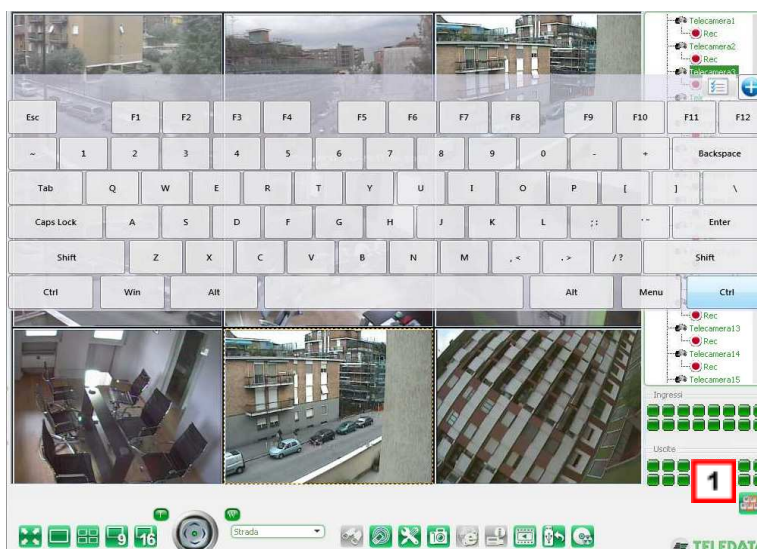 Telecamera1
Rec
Telecamera2
Rec
Telecamera3
Esc F1 F2 F3 F4 F5 F6 F7 F8 F9 F10 F11 F12
~ 1 2 3 4 5 6 7 8 9 0 - + Backspace
Tab Q W E R T Y U I O P [ ] \
Caps Lock A S D F G H J K L ;: '" Enter
Shift Z X C V B N M ,< .> /? Shift
Ctrl Win Alt Alt Menu Ctrl
Rec
Telecamera13
Rec
Telecamera14
Rec
Telecamera15
Ingressi
Uscite
1
9 16 Strada
TELEDATA